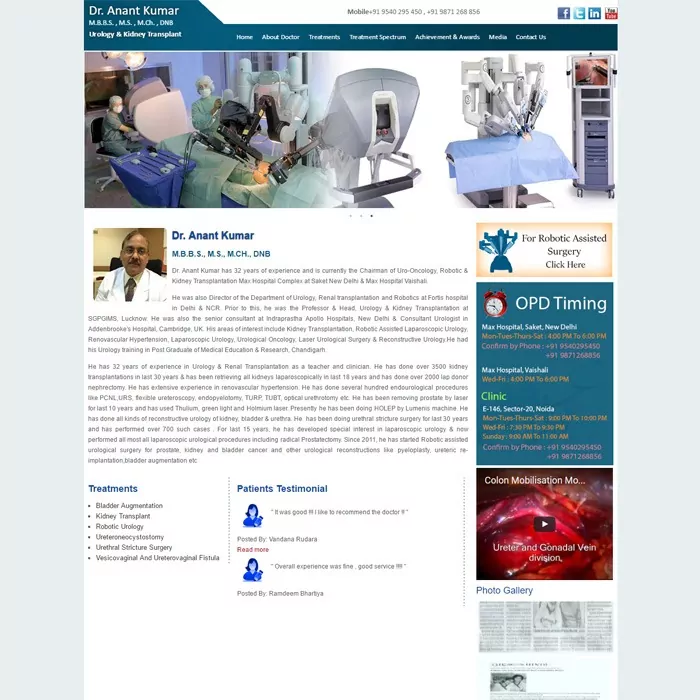 Dr. Anant Kumar
M.B.B.S. , M.S. , M.Ch. , DNB
Urology & Kidney Transplant
Mobile+91 9540 295 450 , +91 9871 268 856
Home About Doctor Treatments Treatment Spectrum Achievement & Awards Media Contact Us
Dr. Anant Kumar
M.B.B.S., M.S., M.CH., DNB
Dr. Anant Kumar has 32 years of experience and is currently the Chairman of Uro-Oncology, Robotic &
Kidney Transplantation Max Hospital Complex at Saket New Delhi & Max Hospital Vaishali.
He was also Director of the Department of Urology, Renal transplantation and Robotics at Fortis hospital
in Delhi & NCR. Prior to this, he was the Professor & Head, Urology & Kidney Transplantation at
SGPGIMS, Lucknow. He was also the senior consultant at Indraprastha Apollo Hospitals, New Delhi & Consultant Urologist in
Addenbrooke's Hospital, Cambridge, UK. His areas of interest include Kidney Transplantation, Robotic Assisted Laparoscopic Urology,
Renovascular Hypertension, Laparoscopic Urology, Urological Oncology, Laser Urological Surgery & Reconstructive Urology.He had
his Urology training in Post Graduate of Medical Education & Research, Chandigarh.
He has 32 years of experience in Urology & Renal Transplantation as a teacher and clinician. He has done over 3500 kidney
transplantations in last 30 years & has been retrieving all kidneys laparoscopically in last 18 years and has done over 2000 lap donor
nephrectomy. He has extensive experience in renovascular hypertension. He has done several hundred endourological procedures
like PCNL,URS, flexible ureteroscopy, endopyelotomy, TURP, TUBT, optical urethrotomy etc. He has been removing prostate by laser
for last 10 years and has used Thulium, green light and Holmium laser. Presently he has been doing HOLEP by Lumenis machine. He
has done all kinds of reconstructive urology of kidney, bladder & urethra. He has been doing urethral stricture surgery for last 30 years
and has performed over 700 such cases . For last 15 years, he has developed special interest in laparoscopic urology & now
performed all most all laparoscopic urological procedures including radical Prostatectomy. Since 2011, he has started Robotic assisted
urological surgery for prostate, kidney and bladder cancer and other urological reconstructions like pyeloplasty, ureteric re-
implantation,bladder augmentation etc
For Robotic Assisted
Surgery
Click Here
OPD Timing
Max Hospital, Saket, New Delhi
Mon-Tues-Thurs-Sat : 4:00 PM To 6:00 PM
Confirm by Phone : +91 9540295450
+91 9871268856
Max Hospital, Vaishali
Wed-Fri : 4:00 PM To 6:00 PM
Clinic
E-146, Sector-20, Noida
Mon-Tues-Thurs-Sat : 9:00 PM To 10:00 PM
Wed-Fri : 7:30 PM To 9:30 PM
Sunday : 9:00 AM To 11:00 AM
Confirm by Phone : +91 9540295450
+91 9871268856
Colon Mobilisation Mo...
Ureter and Gonadal Vein
division,
Photo Gallery
Treatments
Bladder Augmentation
Kidney Transplant
Robotic Urology
Ureteroneocystostomy
Urethral Stricture Surgery
Vesicovaginal And Ureterovaginal Fistula
Patients Testimonial
" It was good !!! I like to recommend the doctor !! "
Posted By: Vandana Rudara
Read more
" Overall experience was fine , good service !!!! "
Posted By: Ramdeem Bhartiya